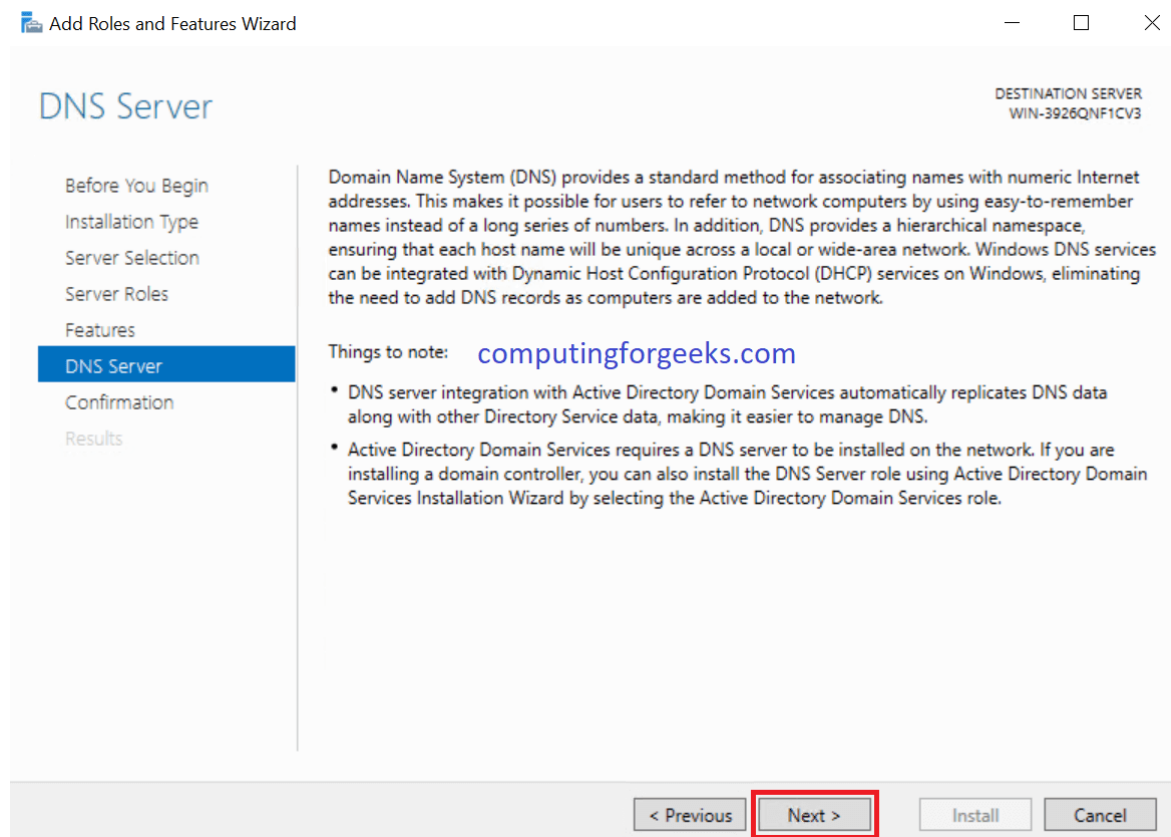 Add Roles and Features Wizard
DNS Server
DESTINATION SERVER
WIN-3926QNF1CV3
Before You Begin
Installation Type
Server Selection
Server Roles
Features
DNS Server
Confirmation
Results
Domain Name System (DNS) provides a standard method for associating names with numeric Internet
addresses. This makes it possible for users to refer to network computers by using easy-to-remember
names instead of a long series of numbers. In addition, DNS provides a hierarchical namespace,
ensuring that each host name will be unique across a local or wide-area network. Windows DNS services
can be integrated with Dynamic Host Configuration Protocol (DHCP) services on Windows, eliminating
the need to add DNS records as computers are added to the network.
Things to note: computingforgeeks.com
• DNS server integration with Active Directory Domain Services automatically replicates DNS data
along with other Directory Service data, making it easier to manage DNS.
• Active Directory Domain Services requires a DNS server to be installed on the network. If you are
installing a domain controller, you can also install the DNS Server role using Active Directory Domain
Services Installation Wizard by selecting the Active Directory Domain Services role.
< Previous Next > Install Cancel